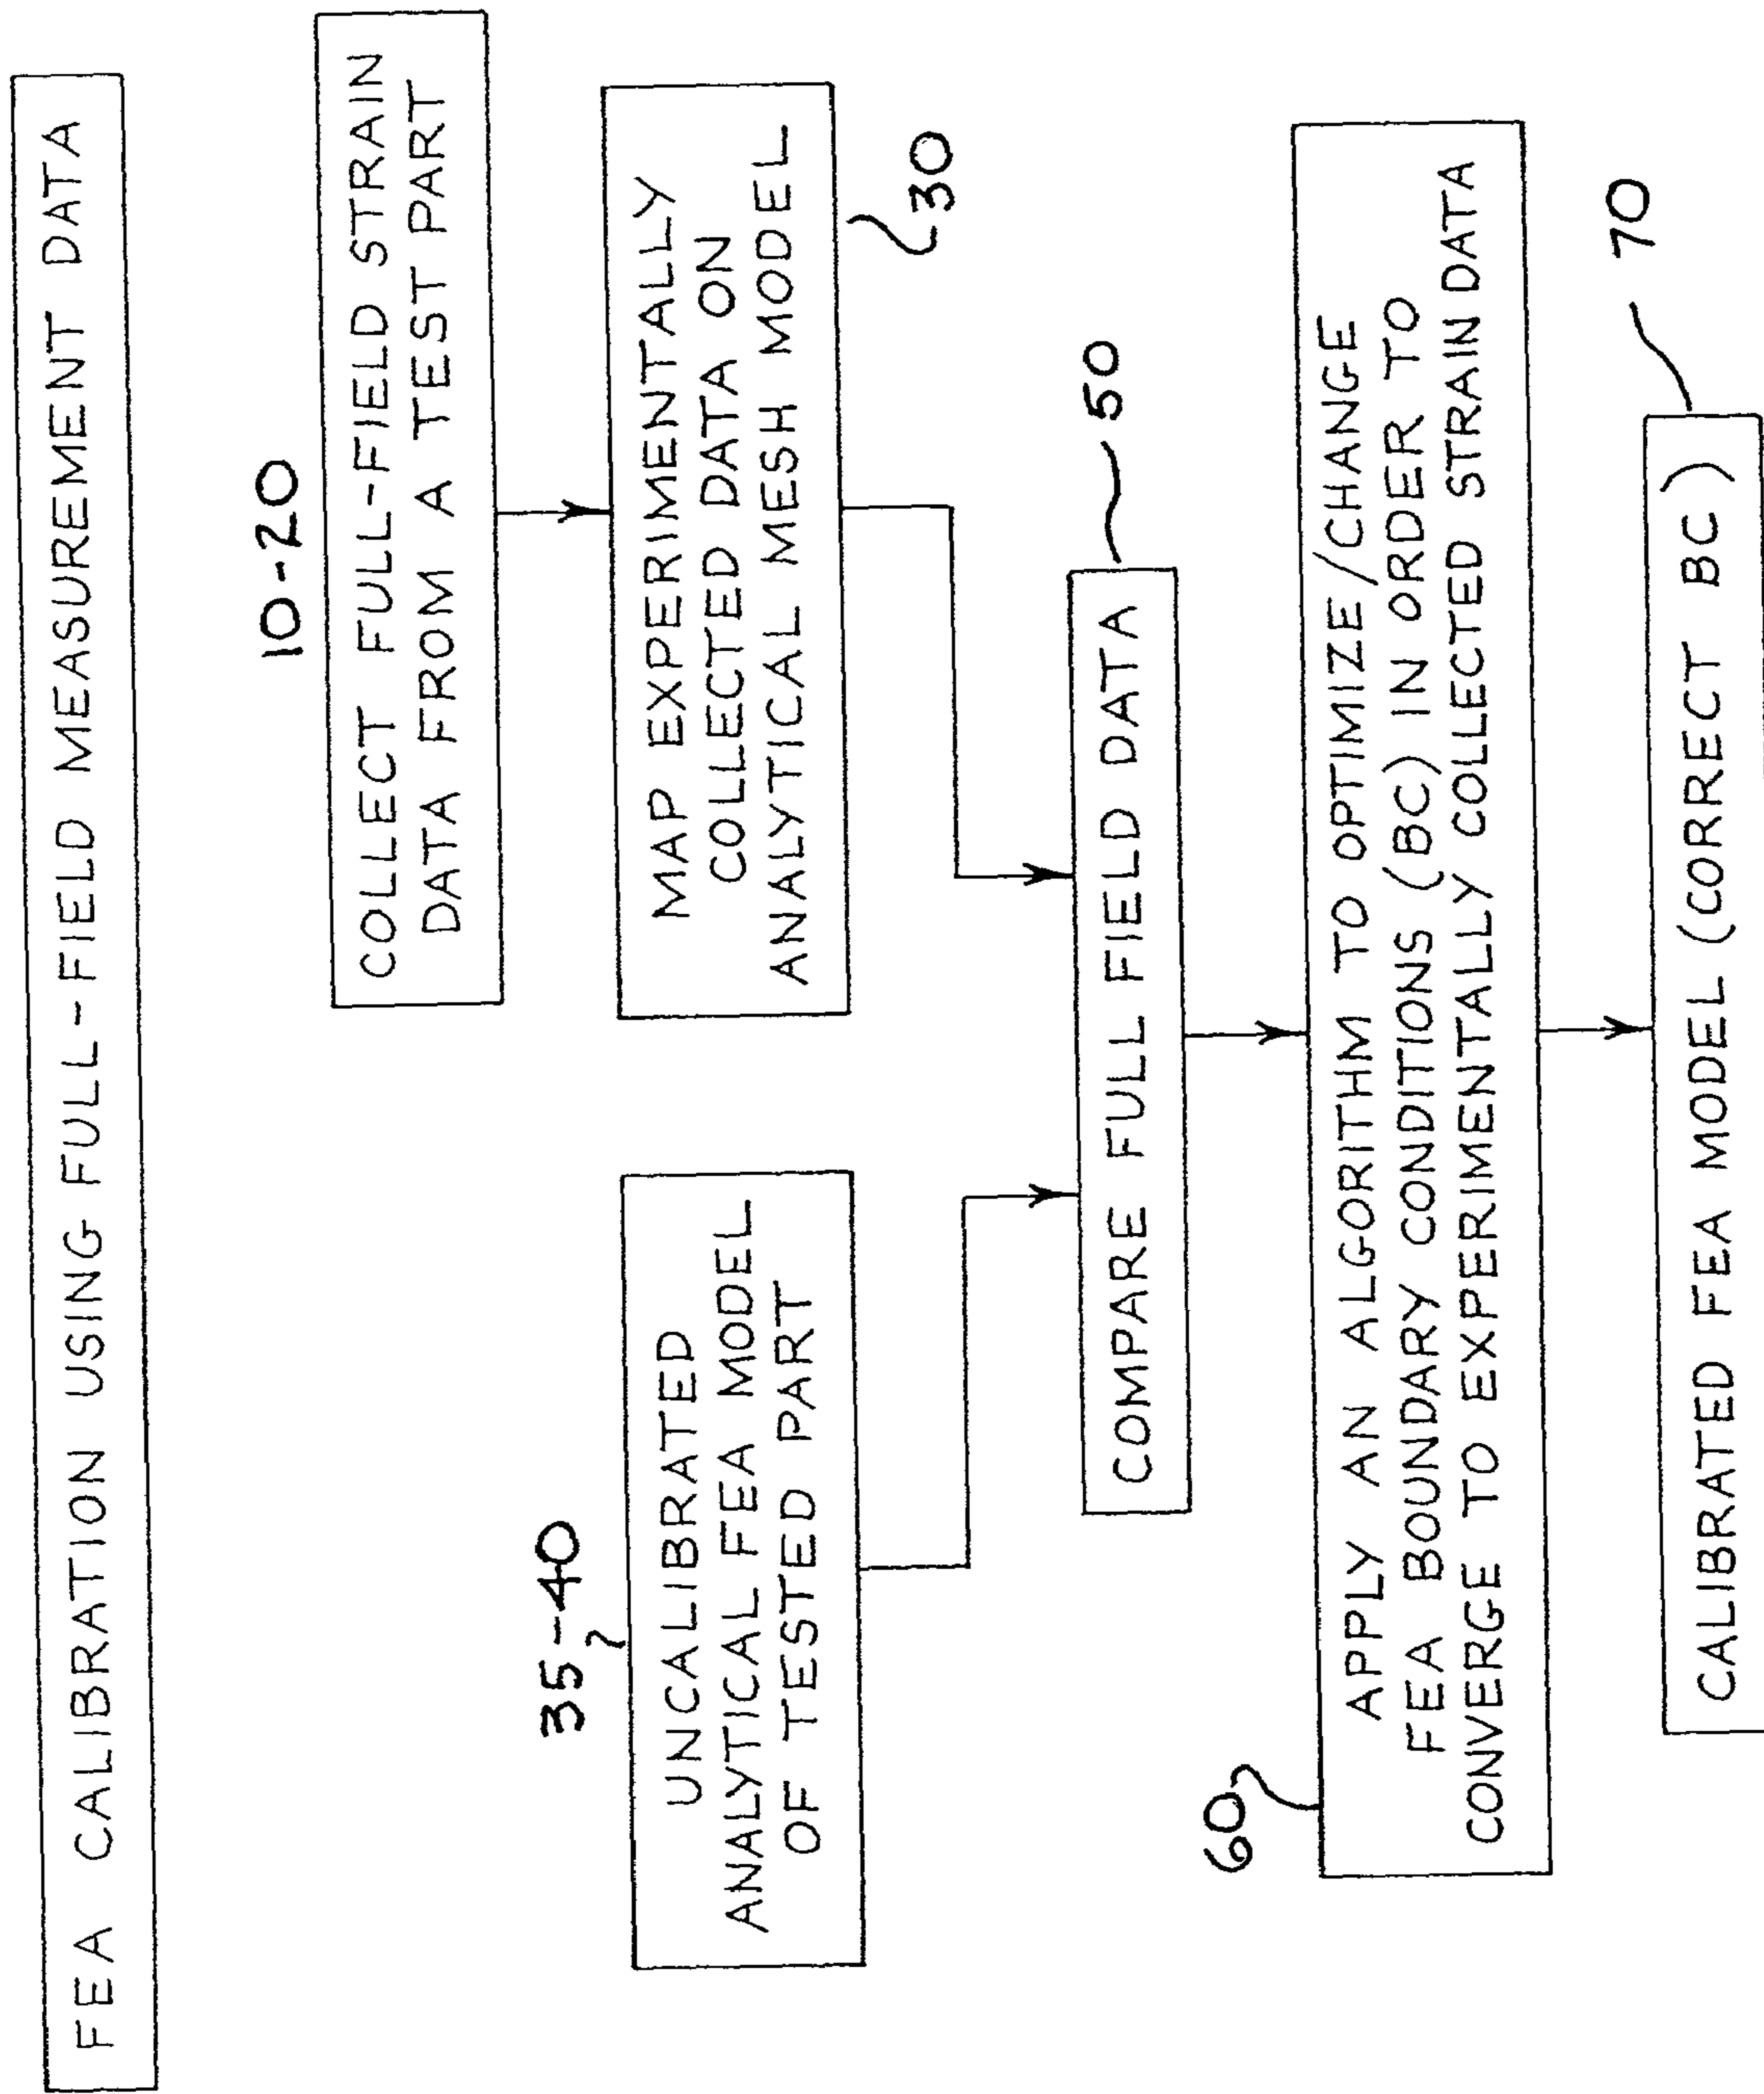 FEA CALIBRATION USING FULL-FIELD MEASUREMENT DATA
10-20
COLLECT FULL-FIELD STRAIN
DATA FROM A TEST PART
35-40
UNCALIBRATED
ANALYTICAL FEA MODEL
OF TESTED PART
MAP EXPERIMENTALLY
COLLECTED DATA ON
ANALYTICAL MESH MODEL
30
COMPARE FULL FIELD DATA
50
60
APPLY AN ALGORITHM TO OPTIMIZE/CHANGE
FEA BOUNDARY CONDITIONS (BC) IN ORDER TO
CONVERGE TO EXPERIMENTALLY COLLECTED STRAIN DATA
70
CALIBRATED FEA MODEL (CORRECT BC)